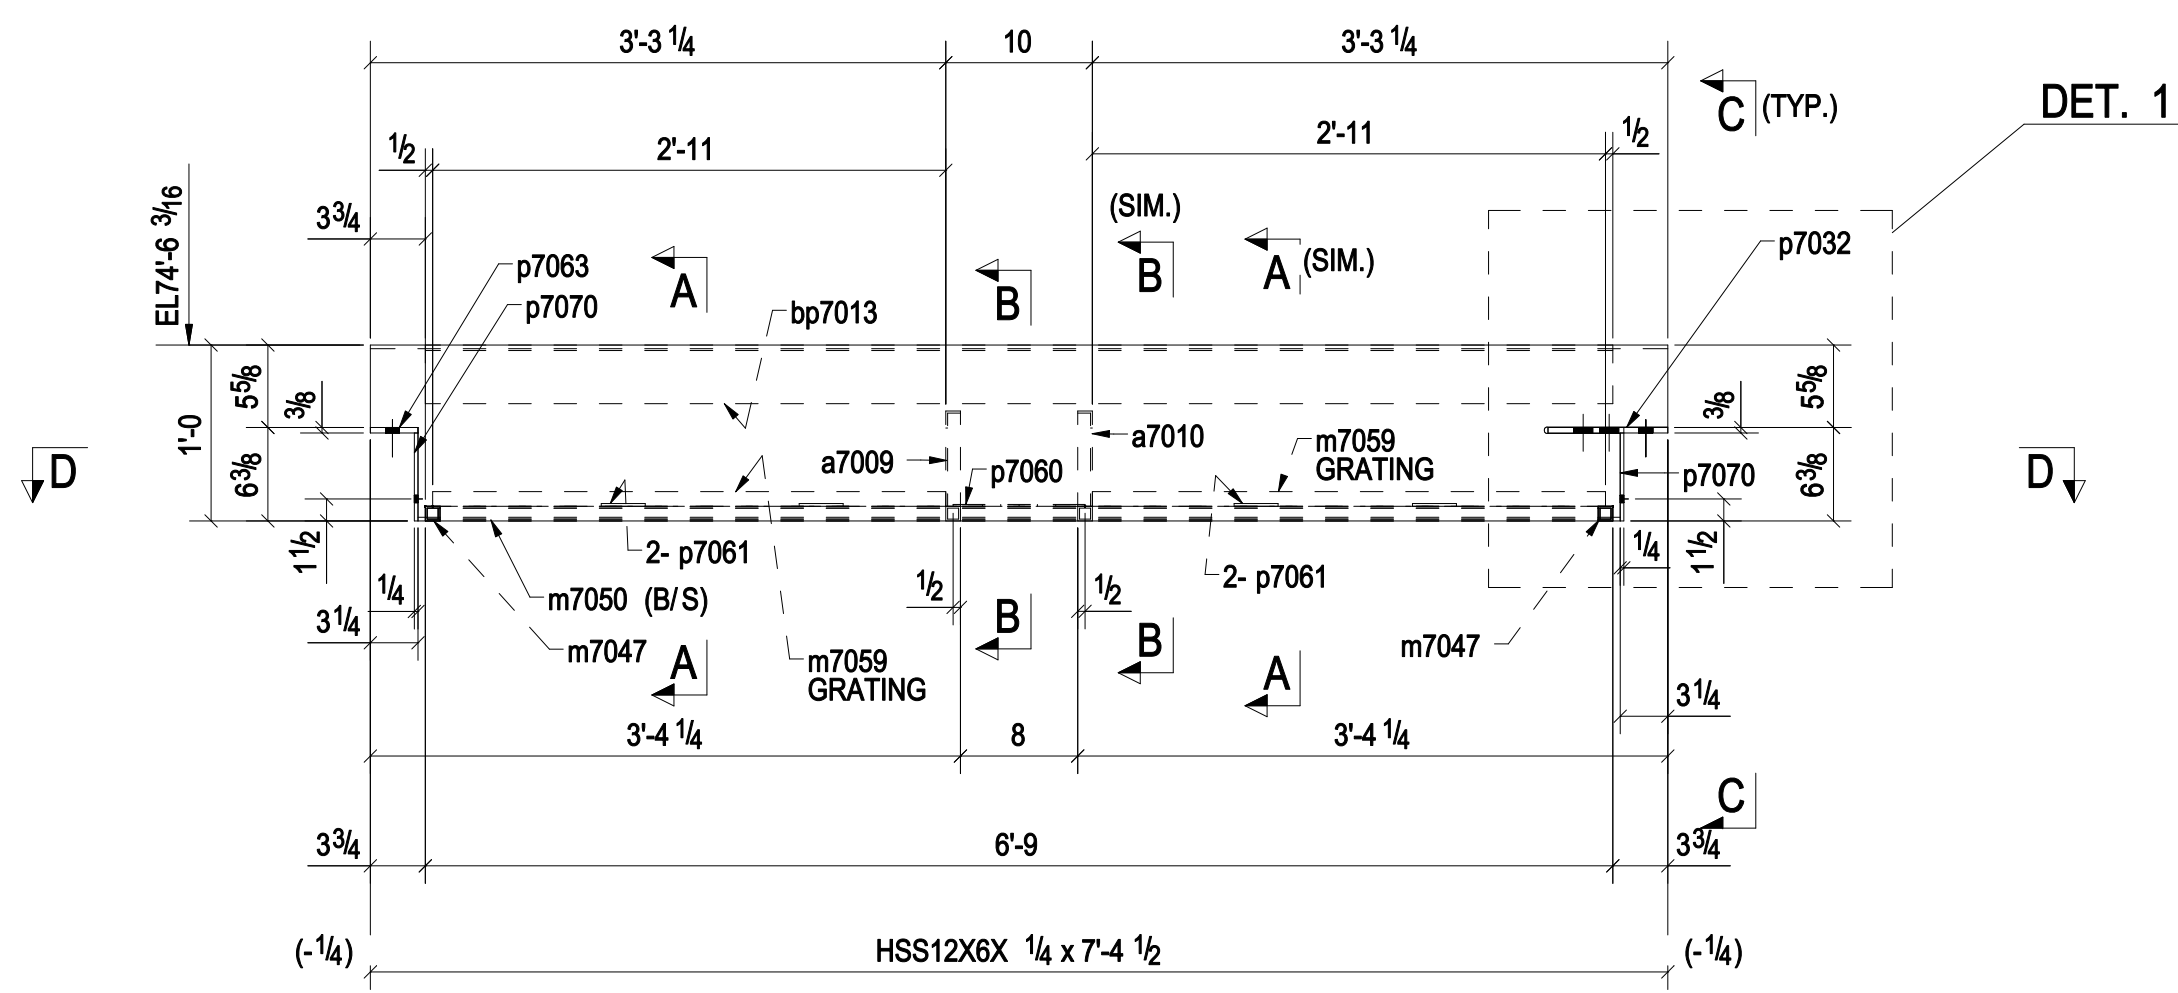 3'-3 1/4
10
3'-3 1/4
C (TYP.)
DET. 1
1/2
2'-11
2'-11
1/2
EL74'-6 3/16
3 3/4
(SIM.)
p7063
p7070
A
B
bp7013
B
A (SIM.)
p7032
1'-0
5 5/8
3/8
6 3/8
3/8
5 5/8
6 3/8
D
D
a7009
a7010
p7060
m7059
GRATING
p7070
1 1/2
1/4
3 1/4
2- p7061
m7050 (B/S)
m7047
A
m7059
GRATING
1/2
B
1/2
B
2- p7061
A
m7047
1/4
1 1/2
3 1/4
3'-4 1/4
8
3'-4 1/4
C
3 3/4
6'-9
3 3/4
(-1/4)
HSS12X6X 1/4 x 7'-4 1/2
(-1/4)